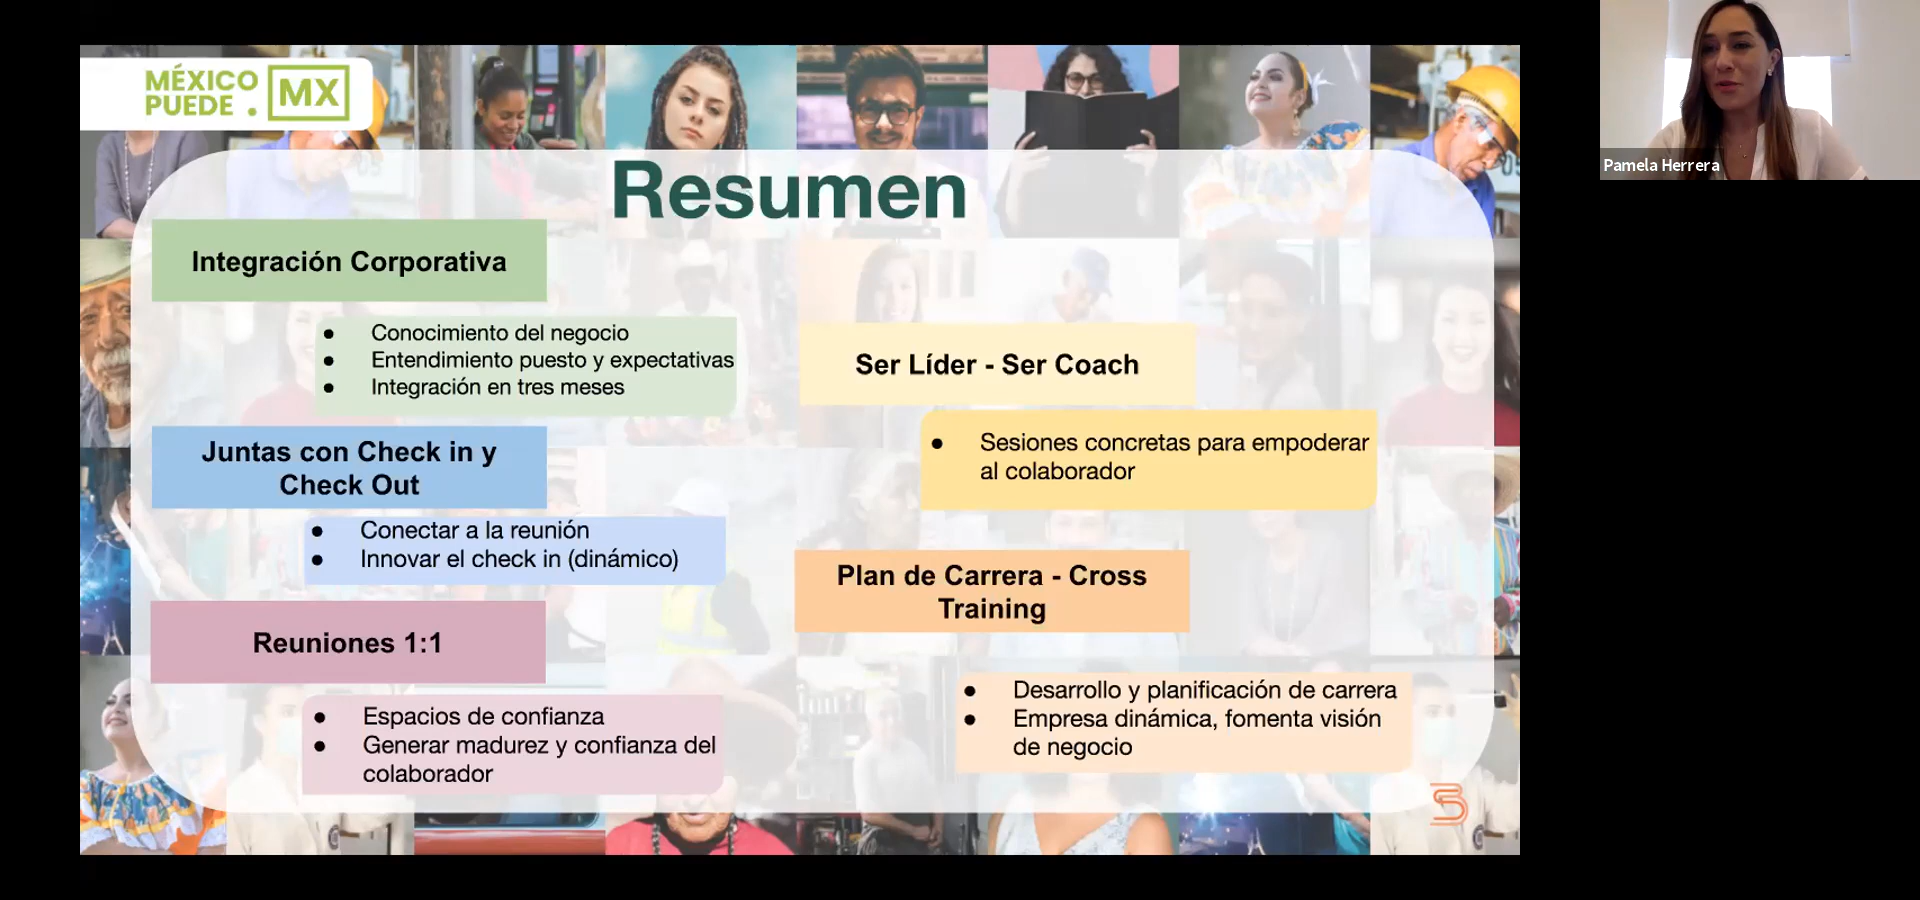 MÉXICO
PUEDE.
MX
Resumen
Integración Corporativa
● Conocimiento del negocio
● Entendimiento puesto y expectativas
● Integración en tres meses
Juntas con Check in y
Check Out
● Conectar a la reunión
● Innovar el check in (dinámico)
Reuniones 1:1
● Espacios de confianza
● Generar madurez y confianza del
colaborador
Ser Líder - Ser Coach
● Sesiones concretas para empoderar
al colaborador
Plan de Carrera - Cross
Training
● Desarrollo y planificación de carrera
● Empresa dinámica, fomenta visión
de negocio
Pamela Herrera